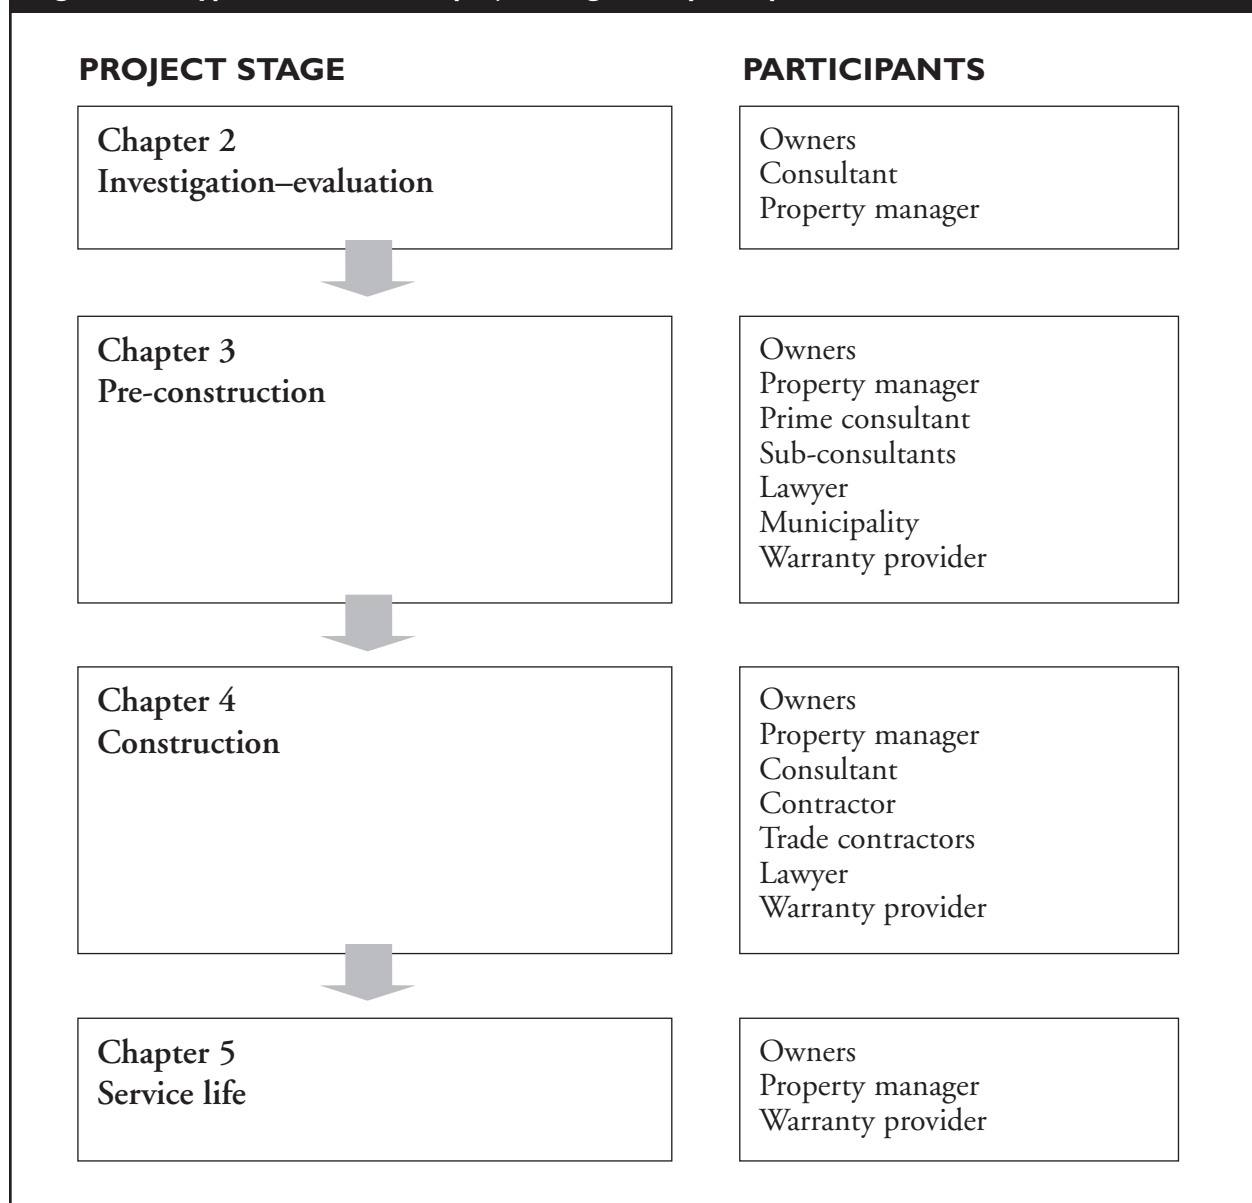 PROJECT STAGE
PARTICIPANTS
Chapter 2
Investigation–evaluation
Owners
Consultant
Property manager
Chapter 3
Pre-construction
Owners
Property manager
Prime consultant
Sub-consultants
Lawyer
Municipality
Warranty provider
Chapter 4
Construction
Owners
Property manager
Consultant
Contractor
Trade contractors
Lawyer
Warranty provider
Chapter 5
Service life
Owners
Property manager
Warranty provider